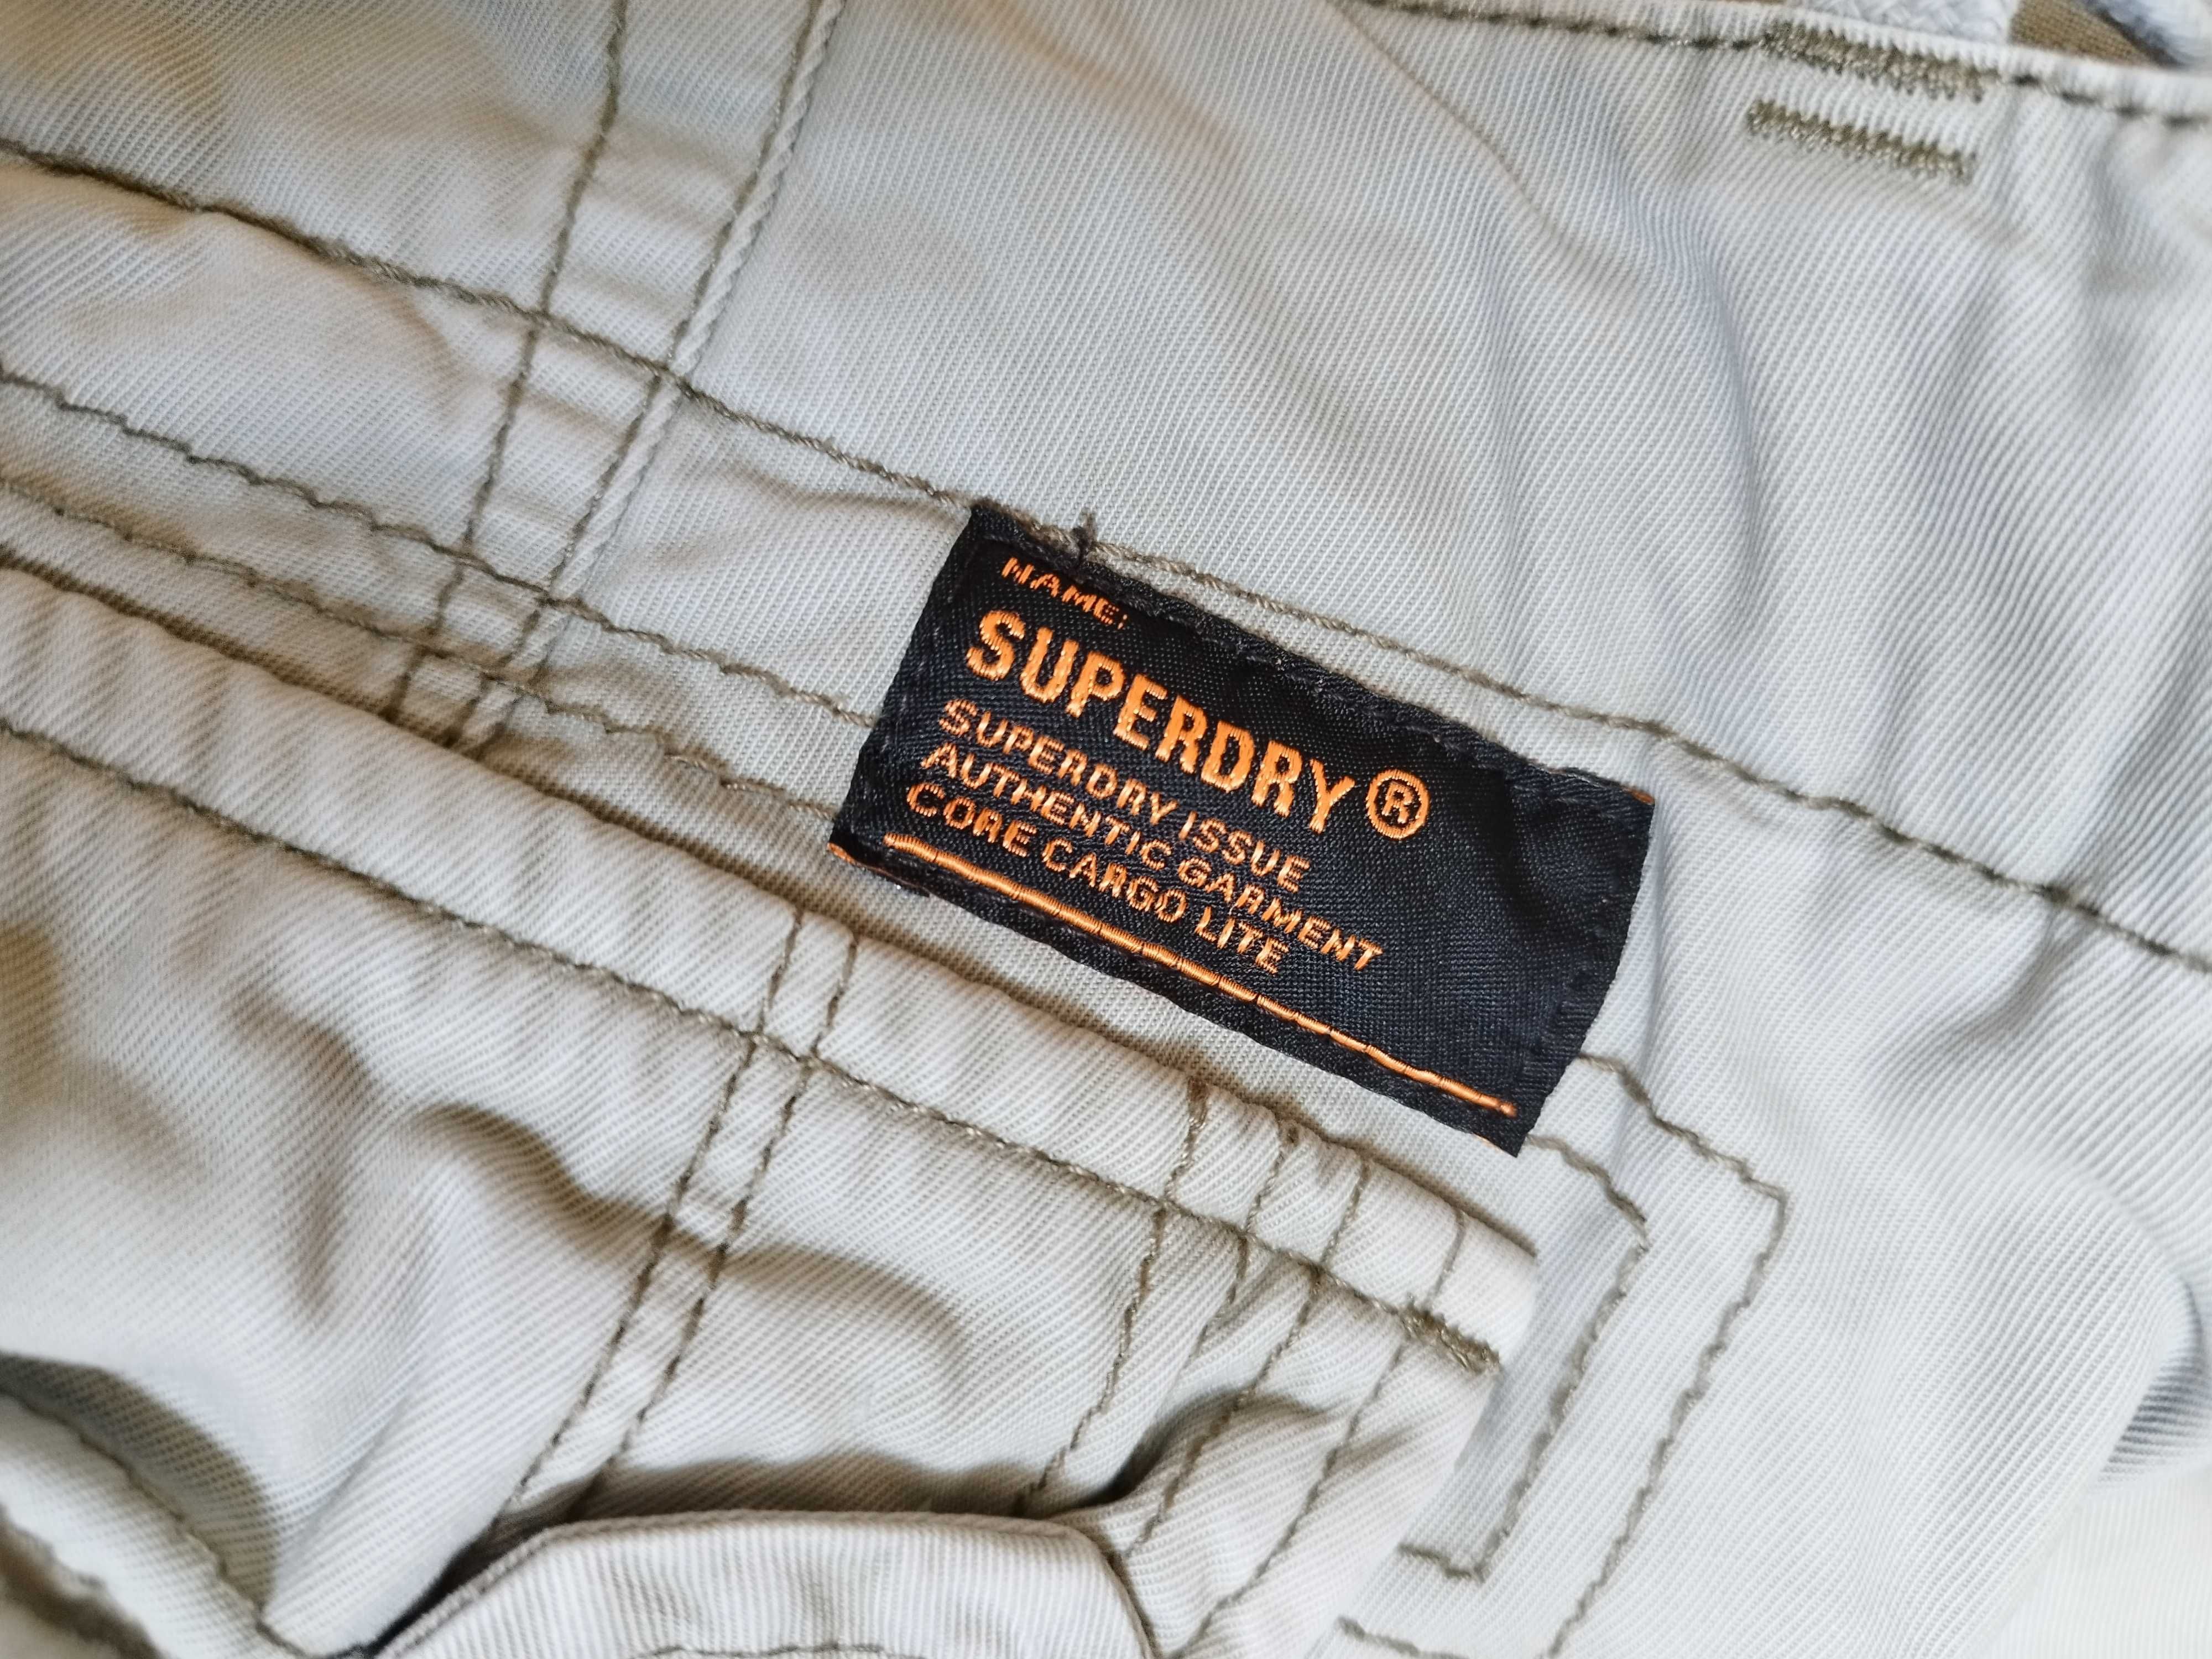 NAME:
SUPERDRY®
SUPERDRY ISSUE
AUTHENTIC GARMENT
CORE CARGO LITE